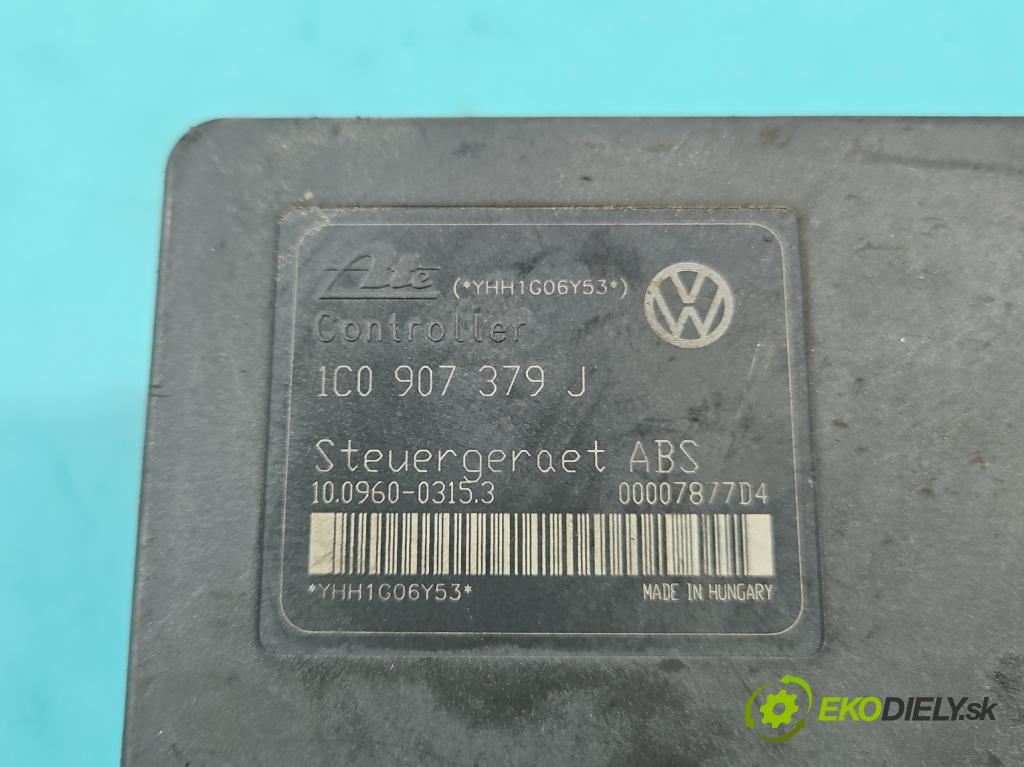 Ate (*YHH1G06Y53*)
Controller
1C0 907 379 J
Steuergeraet ABS
10.0960-0315.3 00007877D4
*YHH1G06Y53* MADE IN HUNGARY
EKODIELY.sk